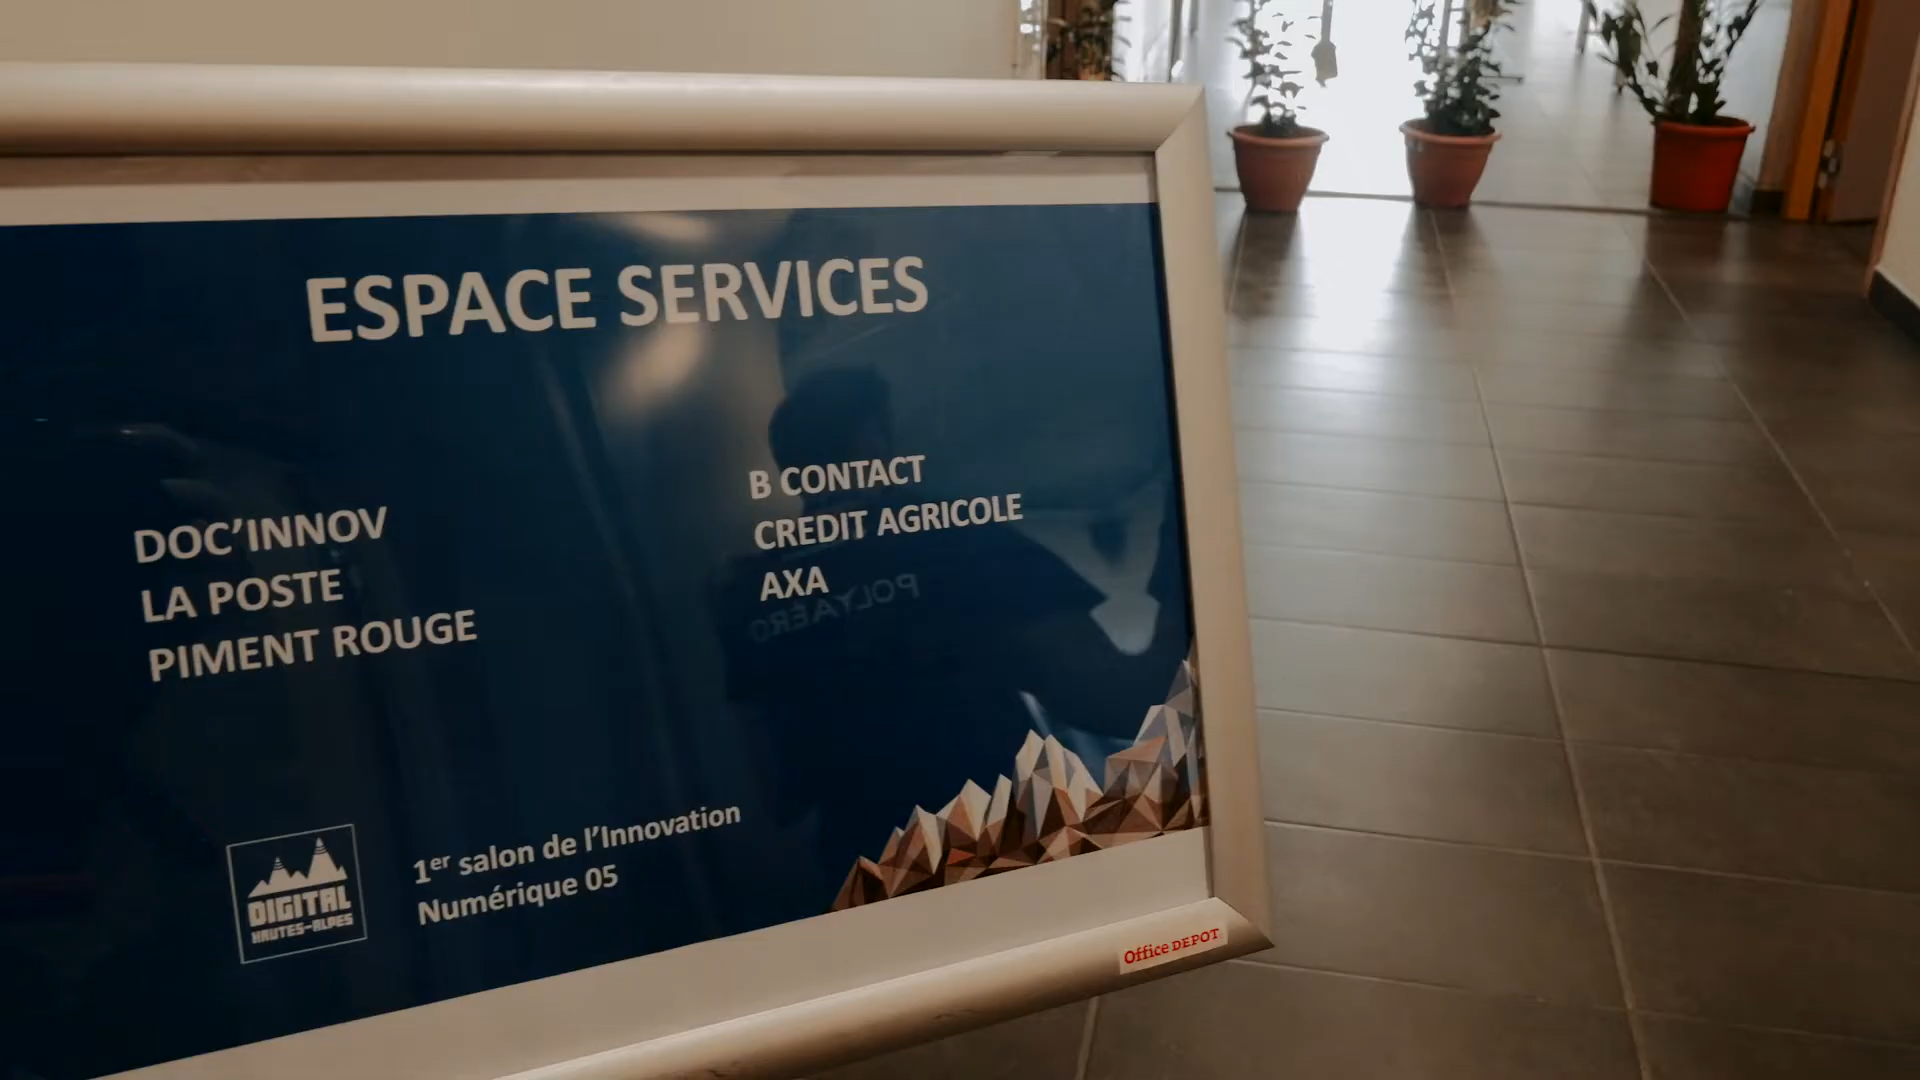 ESPACE SERVICES
DOC'INNOV
LA POSTE
PIMENT ROUGE
B CONTACT
CREDIT AGRICOLE
AXA
POLYAÉRO
DIGITAL
HAUTES-ALPES
1er salon de l'Innovation
Numérique 05
Office DEPOT